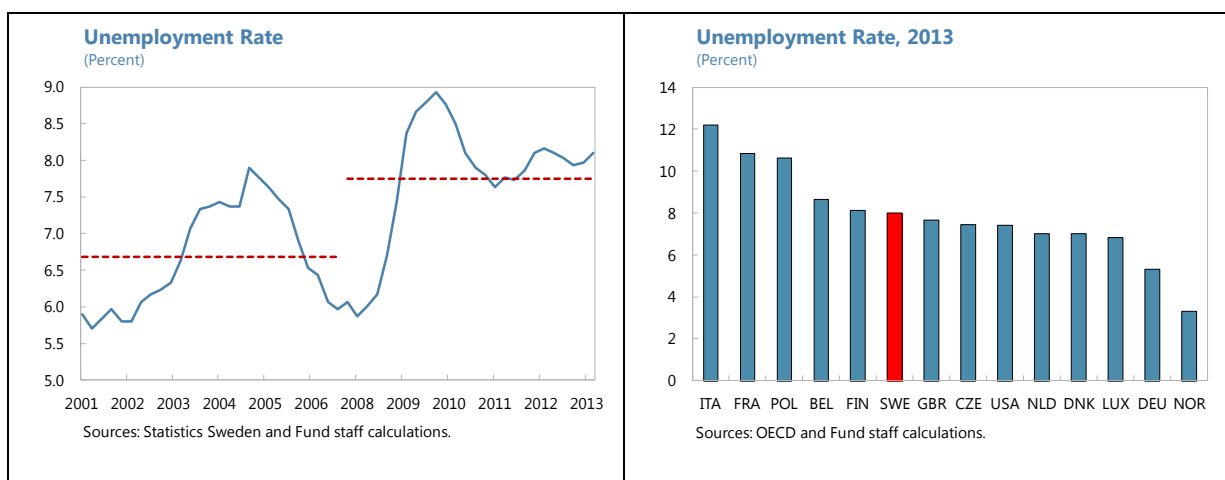 Unemployment Rate
(Percent)
9.0
8.5
8.0
7.5
7.0
6.5
6.0
5.5
5.0
2001 2002 2003 2004 2005 2006 2008 2009 2010 2011 2012 2013
Sources: Statistics Sweden and Fund staff calculations.
Unemployment Rate, 2013
(Percent)
14
12
10
8
6
4
2
0
ITA FRA POL BEL FIN SWE GBR CZE USA NLD DNK LUX DEU NOR
Sources: OECD and Fund staff calculations.